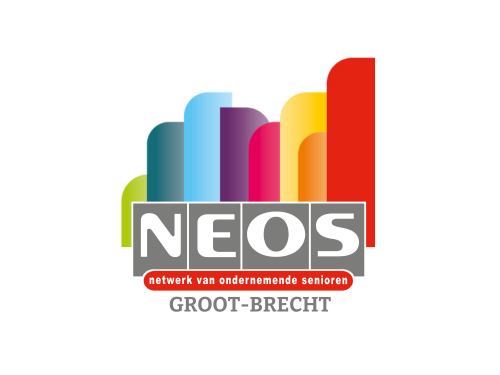 NEOS
netwerk van ondernemende senioren
GROOT-BRECHT